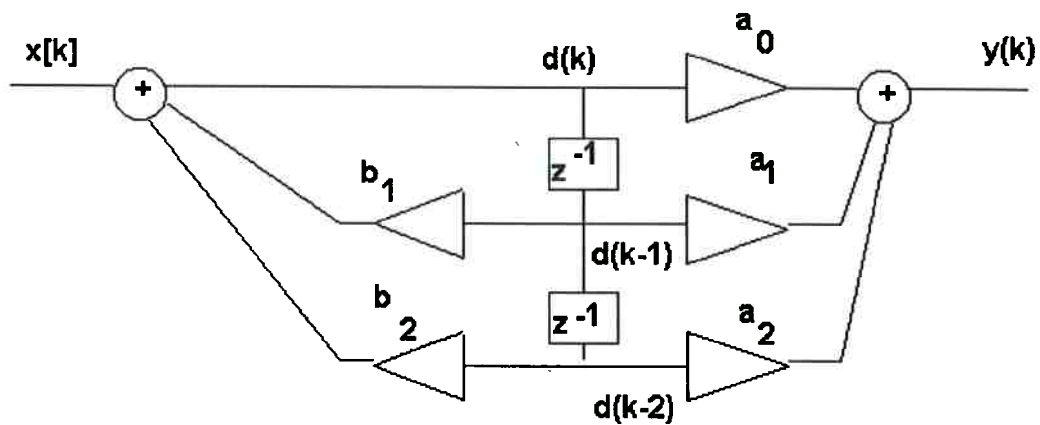 x[k]
+
d(k)
a0
+
y(k)
z-1
b1
a1
d(k-1)
z-1
b2
a2
d(k-2)